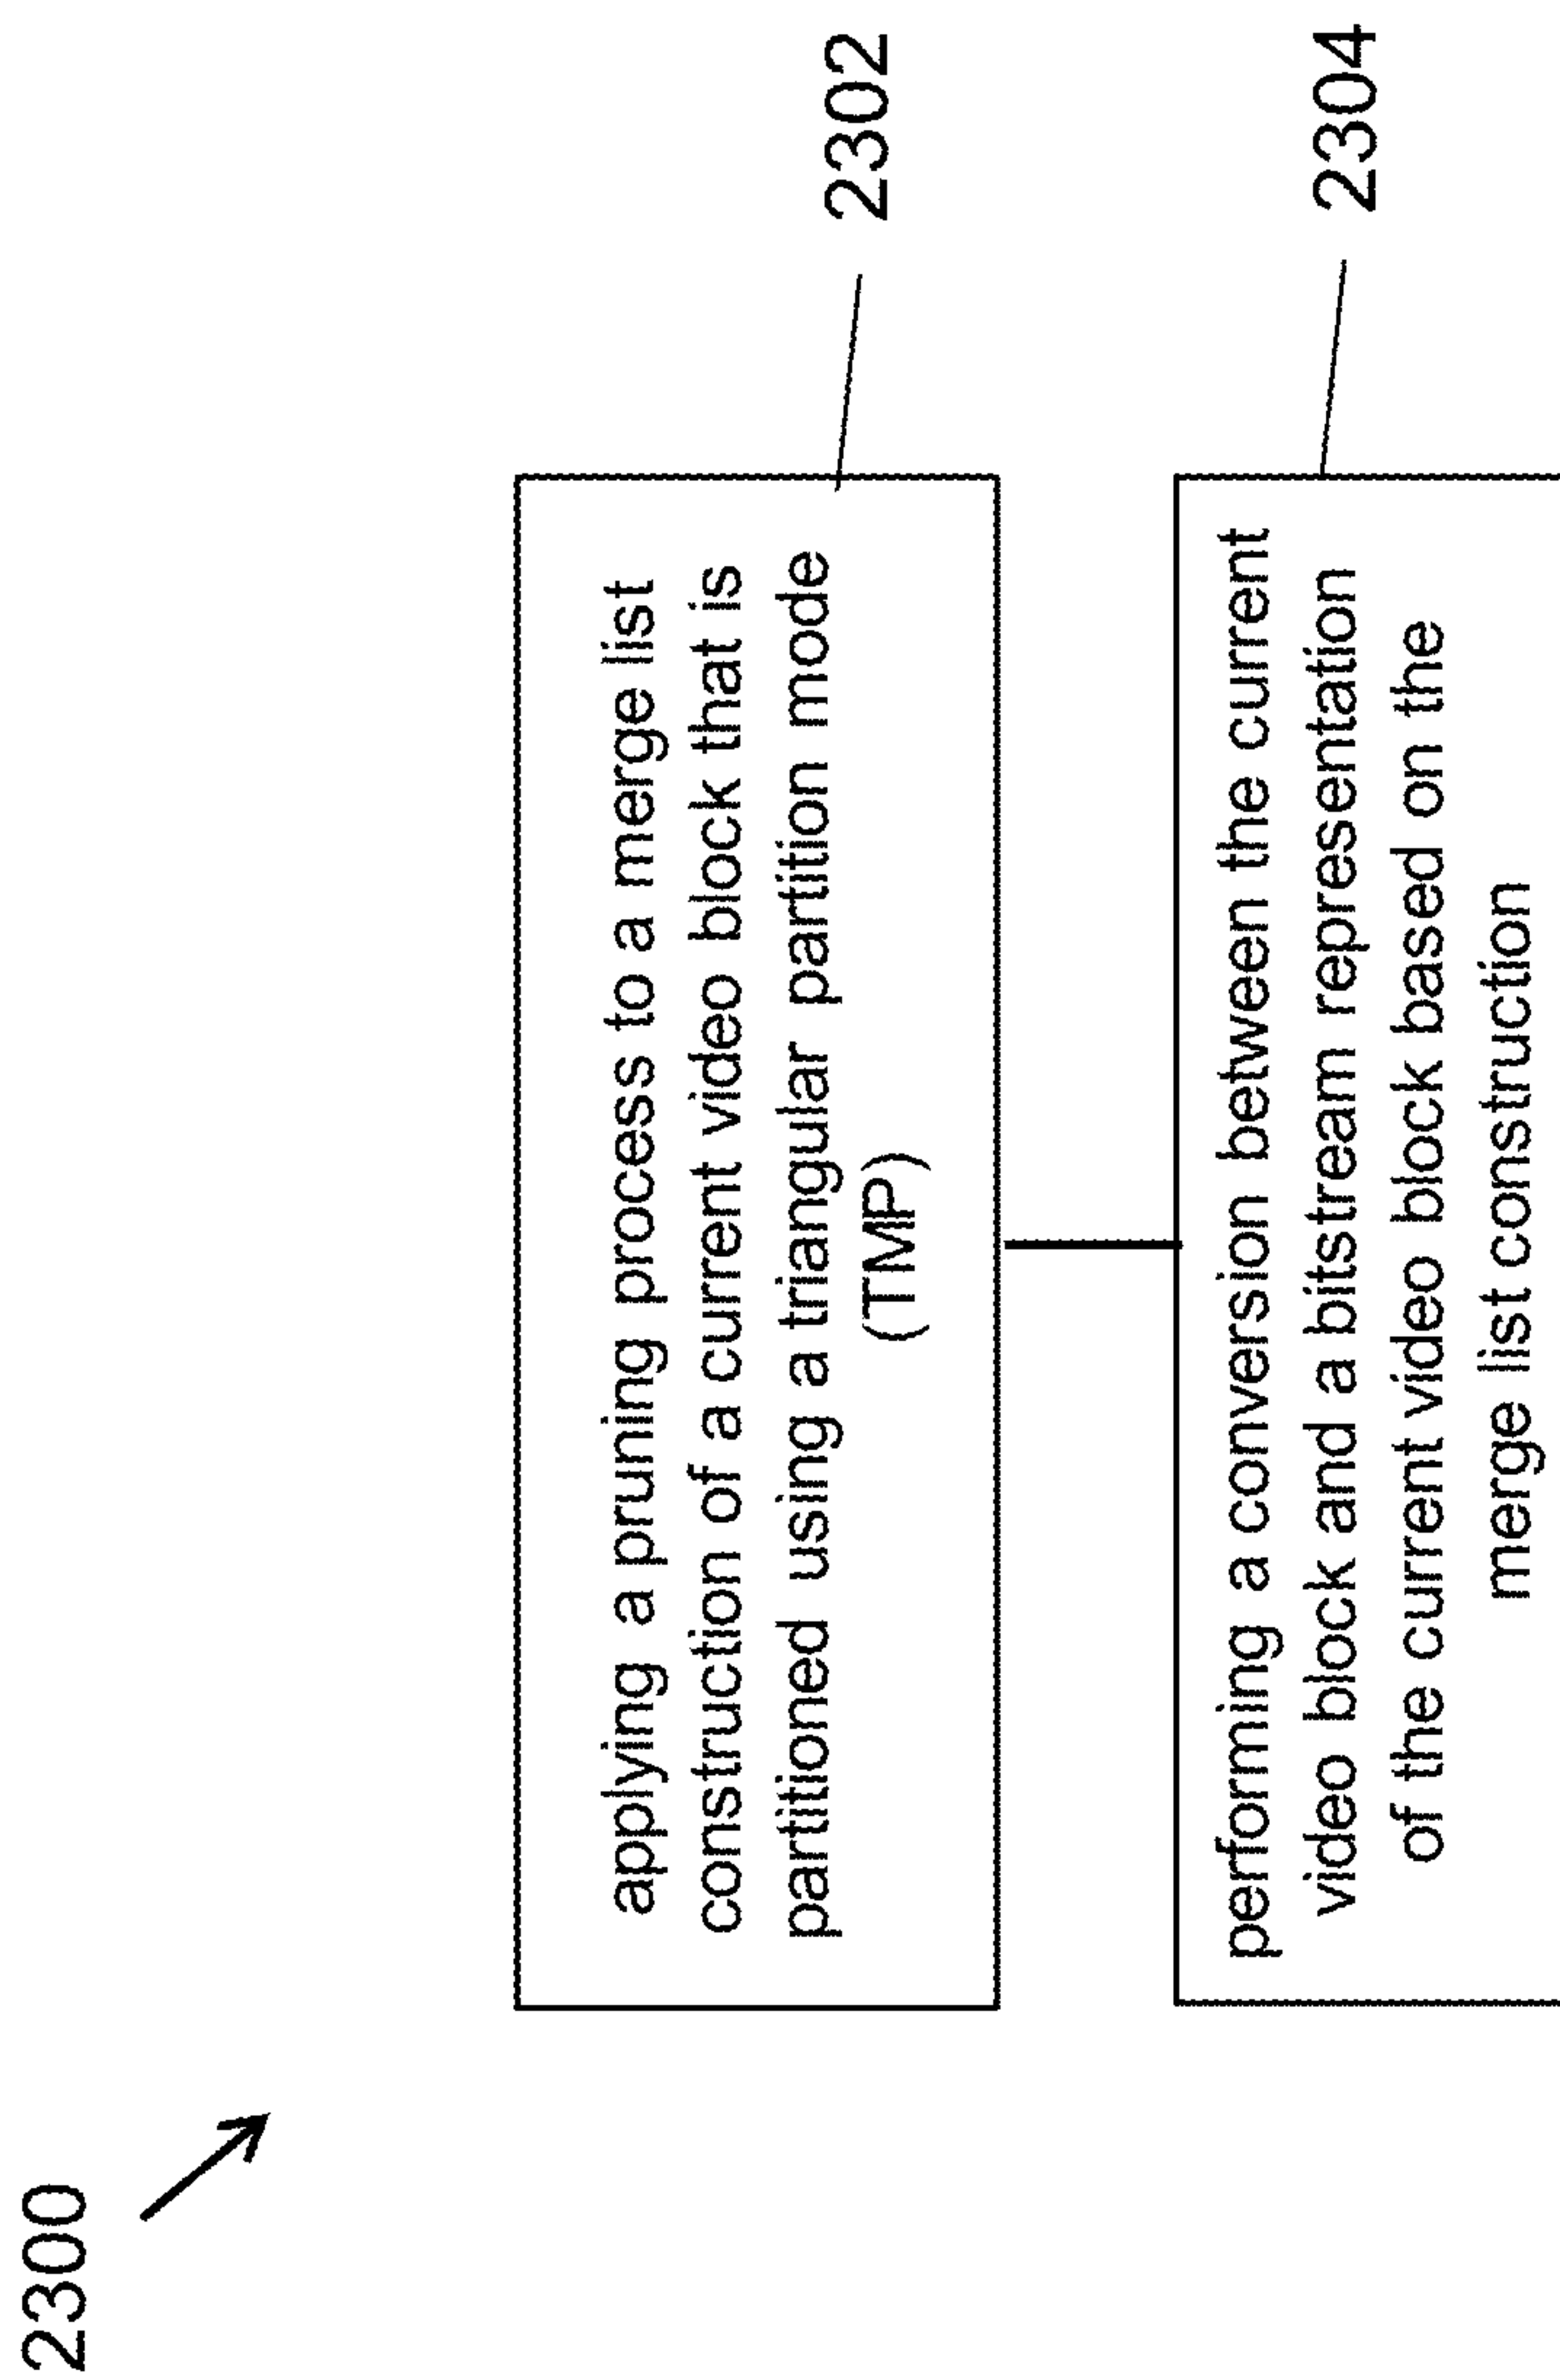 2300
applying a pruning process to a merge list
construction of a current video block that is
partitioned using a triangular partition mode
(TMP)
2302
performing a conversion between the current
video block and a bitstream representation
of the current video block based on the
merge list construction
2304